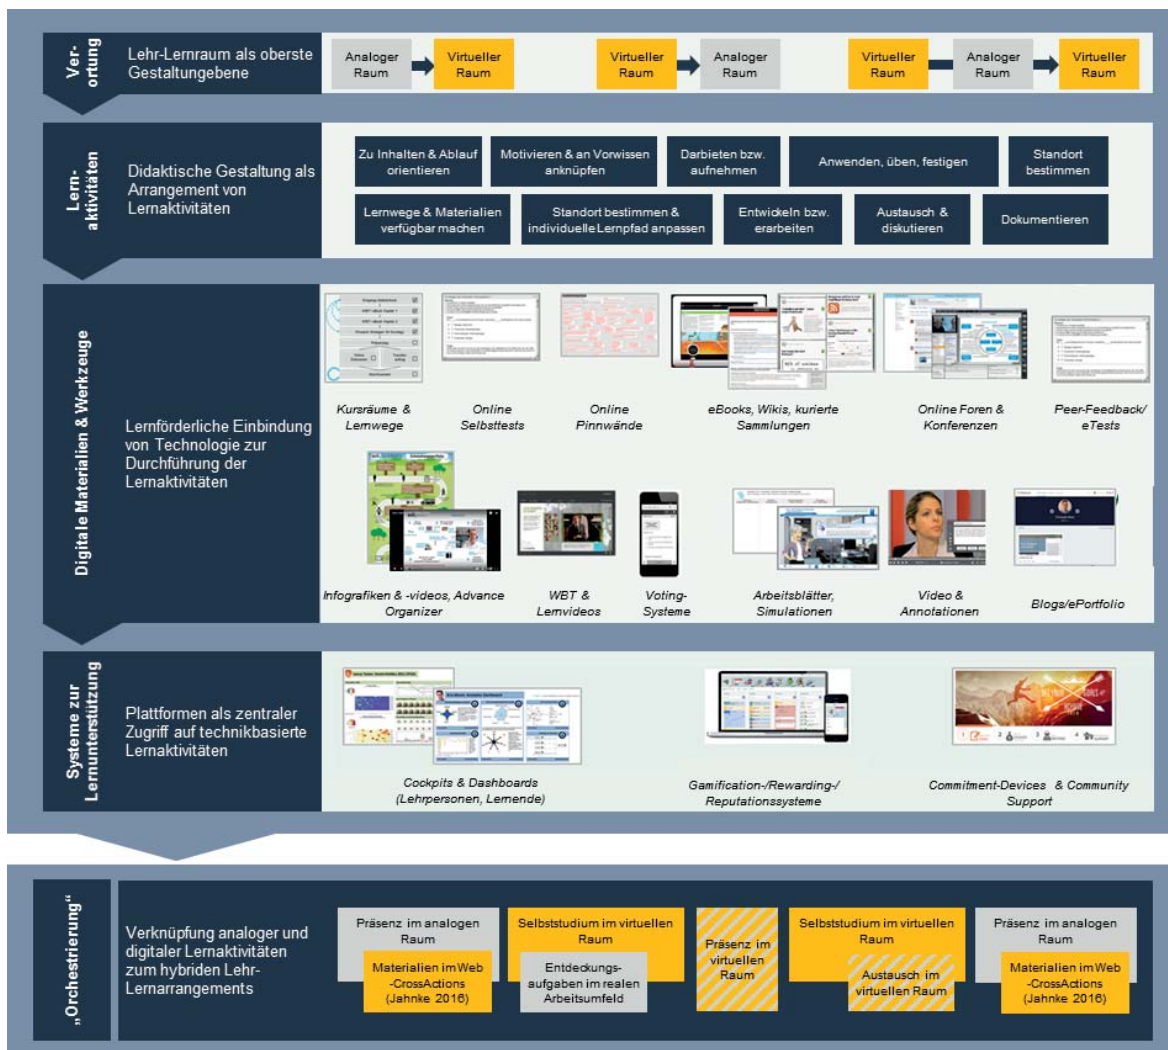 Ver-
ortung
Lehr-Lernraum als oberste
Gestaltungebene
Analoger
Raum
Virtueller
Raum
Virtueller
Raum
Analoger
Raum
Virtueller
Raum
Analoger
Raum
Virtueller
Raum
Lern-
aktivitäten
Didaktische Gestaltung als
Arrangement von
Lernaktivitäten
Zu Inhalten & Ablauf
orientieren
Motivieren & an Vorwissen
anknüpfen
Darbieten bzw.
aufnehmen
Anwenden, üben, festigen
Standort
bestimmen
Lernwege & Materialien
verfügbar machen
Standort bestimmen &
individuelle Lernpfad anpassen
Entwickeln bzw.
erarbeiten
Austausch &
diskutieren
Dokumentieren
Digitale Materialien & Werkzeuge
Lernförderliche Einbindung
von Technologie zur
Durchführung der
Lernaktivitäten
Kursräume &
Lernwege
Online
Selbsttests
Online
Pinnwände
eBooks, Wikis, kurierte
Sammlungen
Online Foren &
Konferenzen
Peer-Feedback/
eTests
Infografiken & -videos, Advance
Organizer
WBT &
Lernvideos
Voting-
Systeme
Arbeitsblätter,
Simulationen
Video &
Annotationen
Blogs/ePortfolio
Systeme zur
Lernunterstützung
Plattformen als zentraler
Zugriff auf technikbasierte
Lernaktivitäten
1
2
3
4
Cockpits & Dashboards
(Lehrpersonen, Lernende)
Gamification-/Rewarding-/
Reputationssysteme
Commitment-Devices & Community
Support
„Orchestrierung“
Verknüpfung analoger und
digitaler Lernaktivitäten
zum hybriden Lehr-
Lernarrangements
Präsenz im analogen
Raum
Materialien im Web
-CrossActions
(Jahnke 2016)
Selbststudium im virtuellen
Raum
Entdeckungs-
aufgaben im realen
Arbeitsumfeld
Präsenz im
virtuellen
Raum
Selbststudium im virtuellen
Raum
Austausch im
virtuellen Raum
Präsenz im analogen
Raum
Materialien im Web
-CrossActions
(Jahnke 2016)